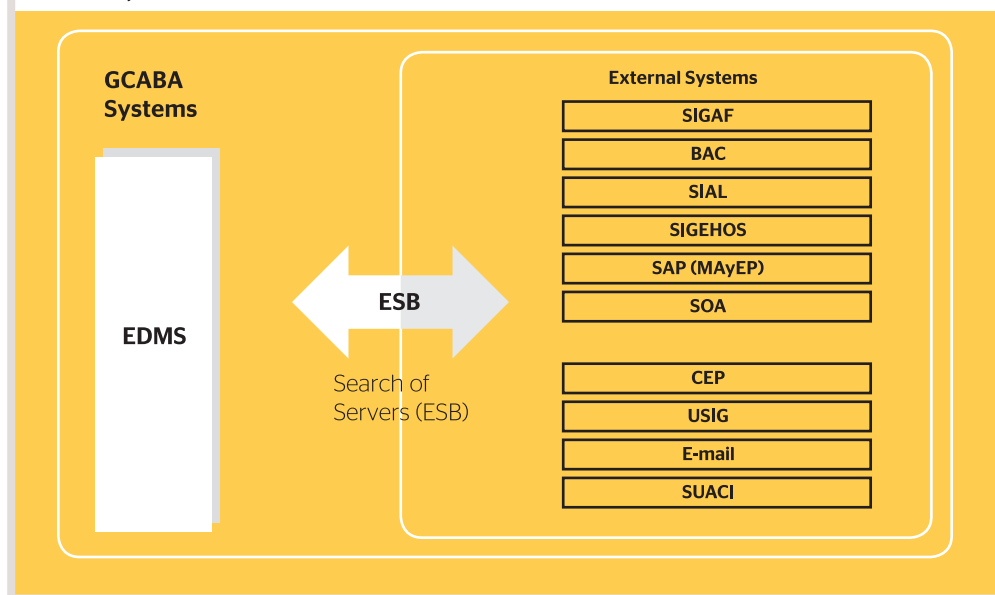 GCABA
Systems
EDMS
ESB
Search of
Servers (ESB)
External Systems
SIGAF
BAC
SIAL
SIGEHOS
SAP (MAyEP)
SOA
CEP
USIG
E-mail
SUACI